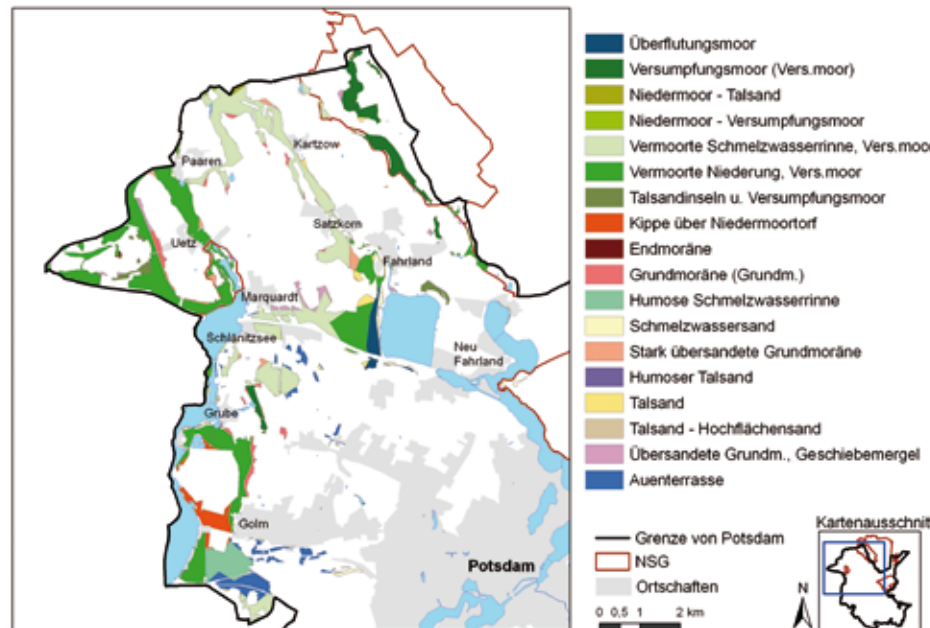 Paaren
Kartzow
Satzkorn
Uetz
Fahrland
Marquardt
Schlänitzsee
Neu
Fahrland
Grube
Golm
Potsdam
Überflutungsmoor
Versumpfungsmoor (Vers.moor)
Niedermoor - Talsand
Niedermoor - Versumpfungsmoor
Vermoorte Schmelzwasserrinne, Vers.moor
Vermoorte Niederung, Vers.moor
Talsandinseln u. Versumpfungsmoor
Kippe über Niedermoortorf
Endmoräne
Grundmoräne (Grundm.)
Humose Schmelzwasserrinne
Schmelzwassersand
Stark übersandete Grundmoräne
Humoser Talsand
Talsand
Talsand - Hochflächensand
Übersandete Grundm., Geschiebemergel
Auenterrasse
Grenze von Potsdam
NSG
Ortschaften
0 0,5 1 2 km
N
Kartenausschnitt